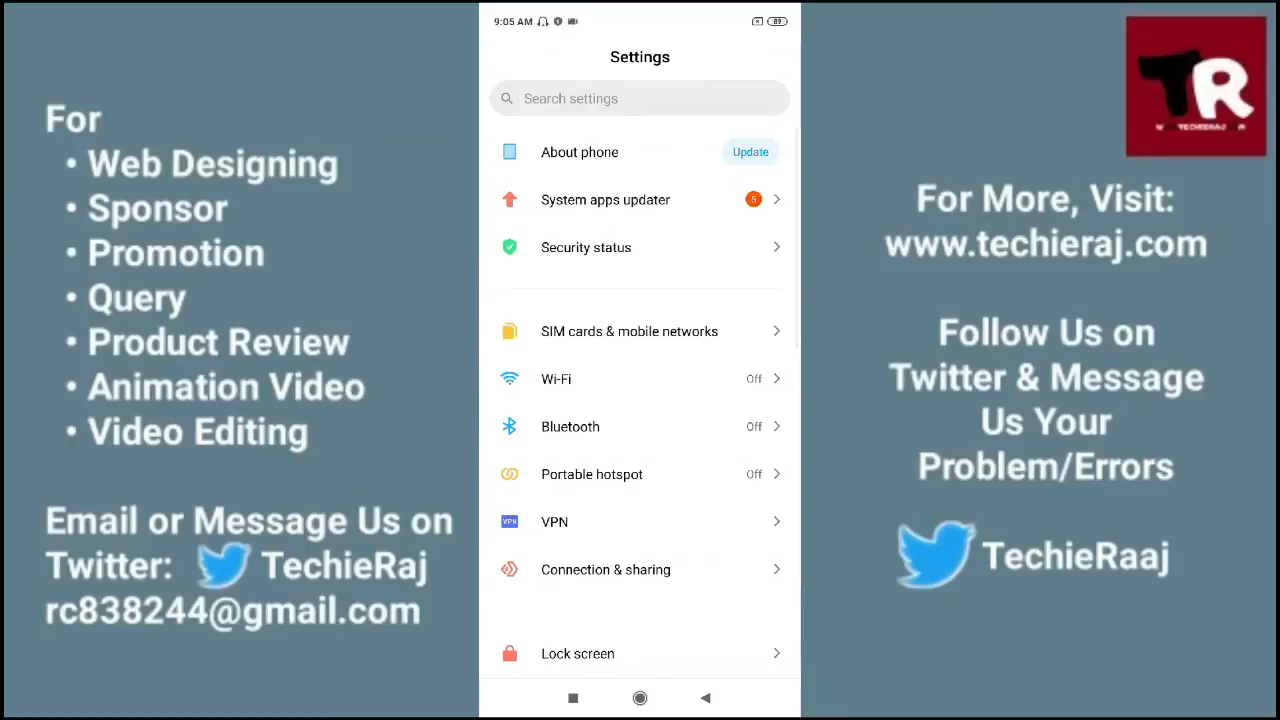 For
• Web Designing
• Sponsor
• Promotion
• Query
• Product Review
• Animation Video
• Video Editing
Email or Message Us on
Twitter: TechieRaj
rc838244@gmail.com
9:05 AM
89
Settings
Search settings
About phone
Update
System apps updater
5
Security status
SIM cards & mobile networks
Wi-Fi
Off
Bluetooth
Off
Portable hotspot
Off
VPN
VPN
Connection & sharing
Lock screen
TR
For More, Visit:
www.techieraj.com
Follow Us on
Twitter & Message
Us Your
Problem/Errors
TechieRaaj